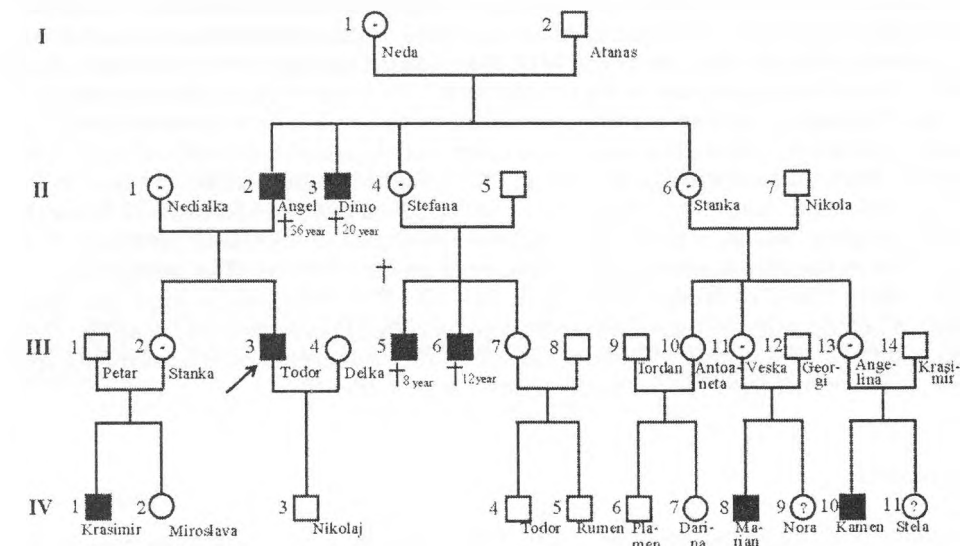 I
1
2
Neda
Atanas
II
1
2
3
4
5
6
7
Nedialka
Angel
Dimo
Stefana
Stanka
Nikola
†36 year
†20 year
†
III
1
2
3
4
5
6
7
8
9
10
11
12
13
14
Petar
Stanka
Todor
Delka
†8 year
†12 year
Iordan
Antoa-
neta
Veska
Geor-
gi
Ange-
lina
Krasi-
mir
IV
1
2
3
4
5
6
7
8
9
?
10
11
?
Krasimir
Miroslava
Nikolaj
Todor
Rumen
Pla-
men
Dari-
na
Ma-
rian
Nora
Kamen
Stela